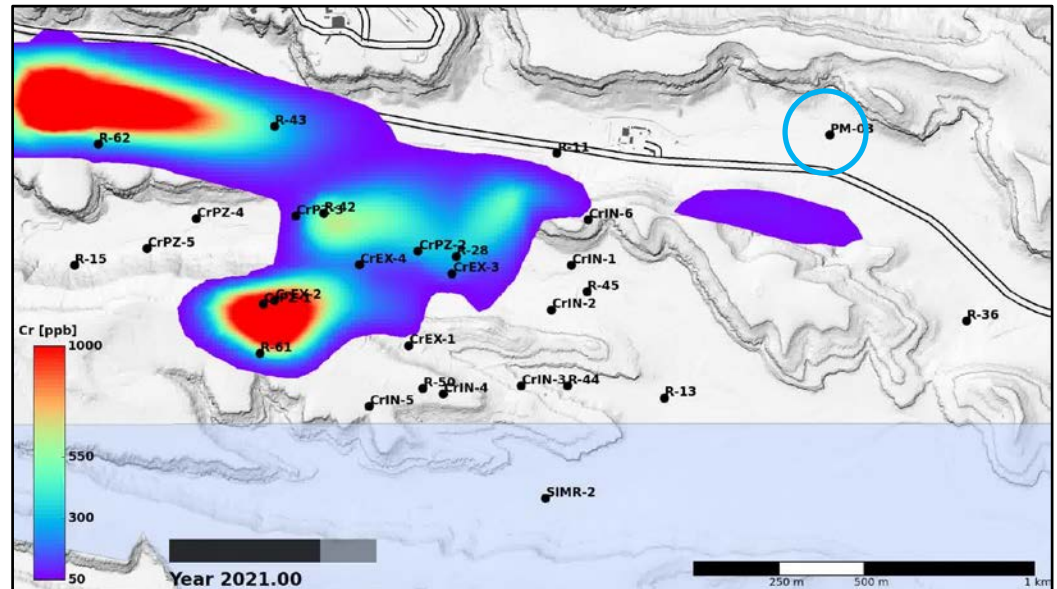 R-62
R-43
R-11
PM-03
CrPZ-4
CrPZ-3
R-42
CrIN-6
CrPZ-5
R-15
CrEX-4
CrPZ-2
R-28
CrEX-3
CrIN-1
R-45
CrIN-2
CrEX-2
R-36
Cr [ppb]
1000
R-61
CrEX-1
R-50
CrIN-4
CrIN-3
R-44
CrIN-5
R-13
550
SIMR-2
300
50
Year 2021.00
250 m
500 m
1 km